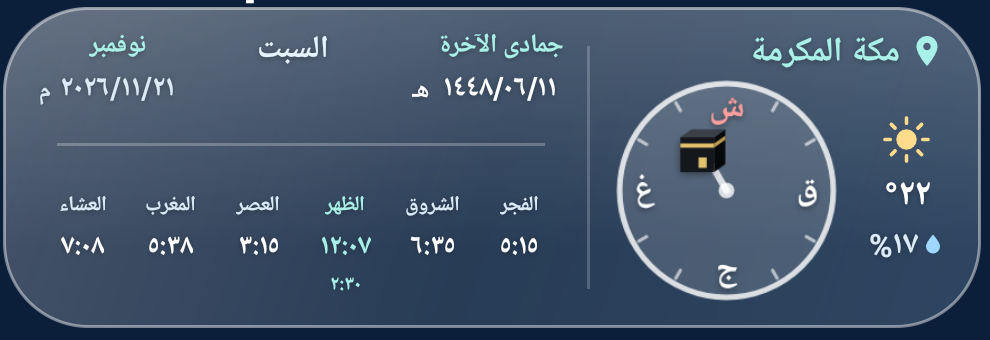 مكة المكرمة
ش
ق
غ
ج
°٢٢
%١٧
جمادى الآخرة
١٤٤٨/٠٦/١١ هـ
السبت
نوفمبر
٢٠٢٦/١١/٢١ م
الفجر الشروق الظهر العصر المغرب العشاء
٥:١٥ ٦:٣٥ ١٢:٠٧ ٣:١٥ ٥:٣٨ ٧:٠٨
٢:٣٠